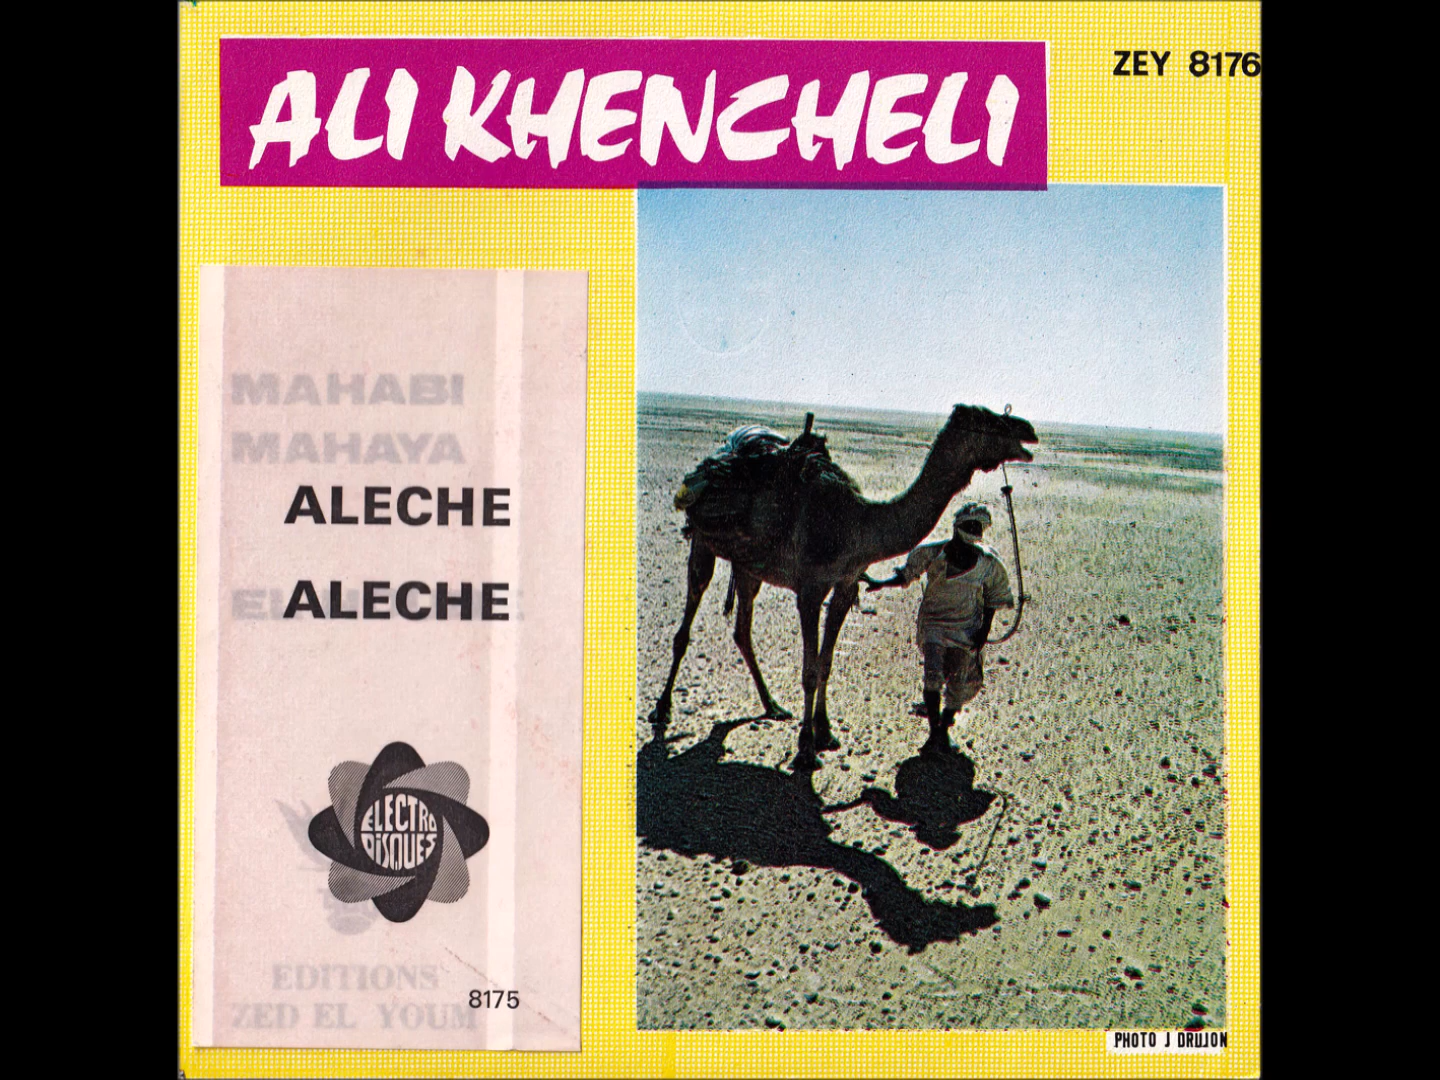 ALI KHENCHELI
ZEY 8176
MAHABI
MAHAYA
ALECHE
ALECHE
ELECTRO
DISQUES
EDITIONS
ZED EL YOUM
8175
PHOTO J DRUJON